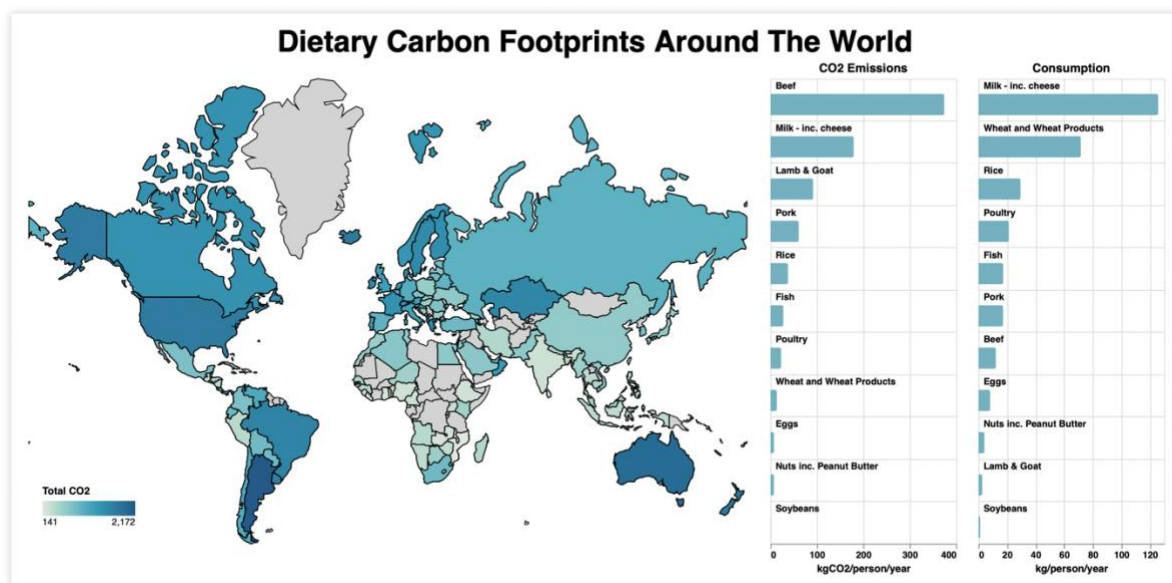 Dietary Carbon Footprints Around The World
Total CO2
141 2,172
CO2 Emissions
Beef
Milk - inc. cheese
Lamb & Goat
Pork
Rice
Fish
Poultry
Wheat and Wheat Products
Eggs
Nuts inc. Peanut Butter
Soybeans
0 100 200 300 400
kgCO2/person/year
Consumption
Milk - inc. cheese
Wheat and Wheat Products
Rice
Poultry
Fish
Pork
Beef
Eggs
Nuts inc. Peanut Butter
Lamb & Goat
Soybeans
0 20 40 60 80 100 120
kg/person/year